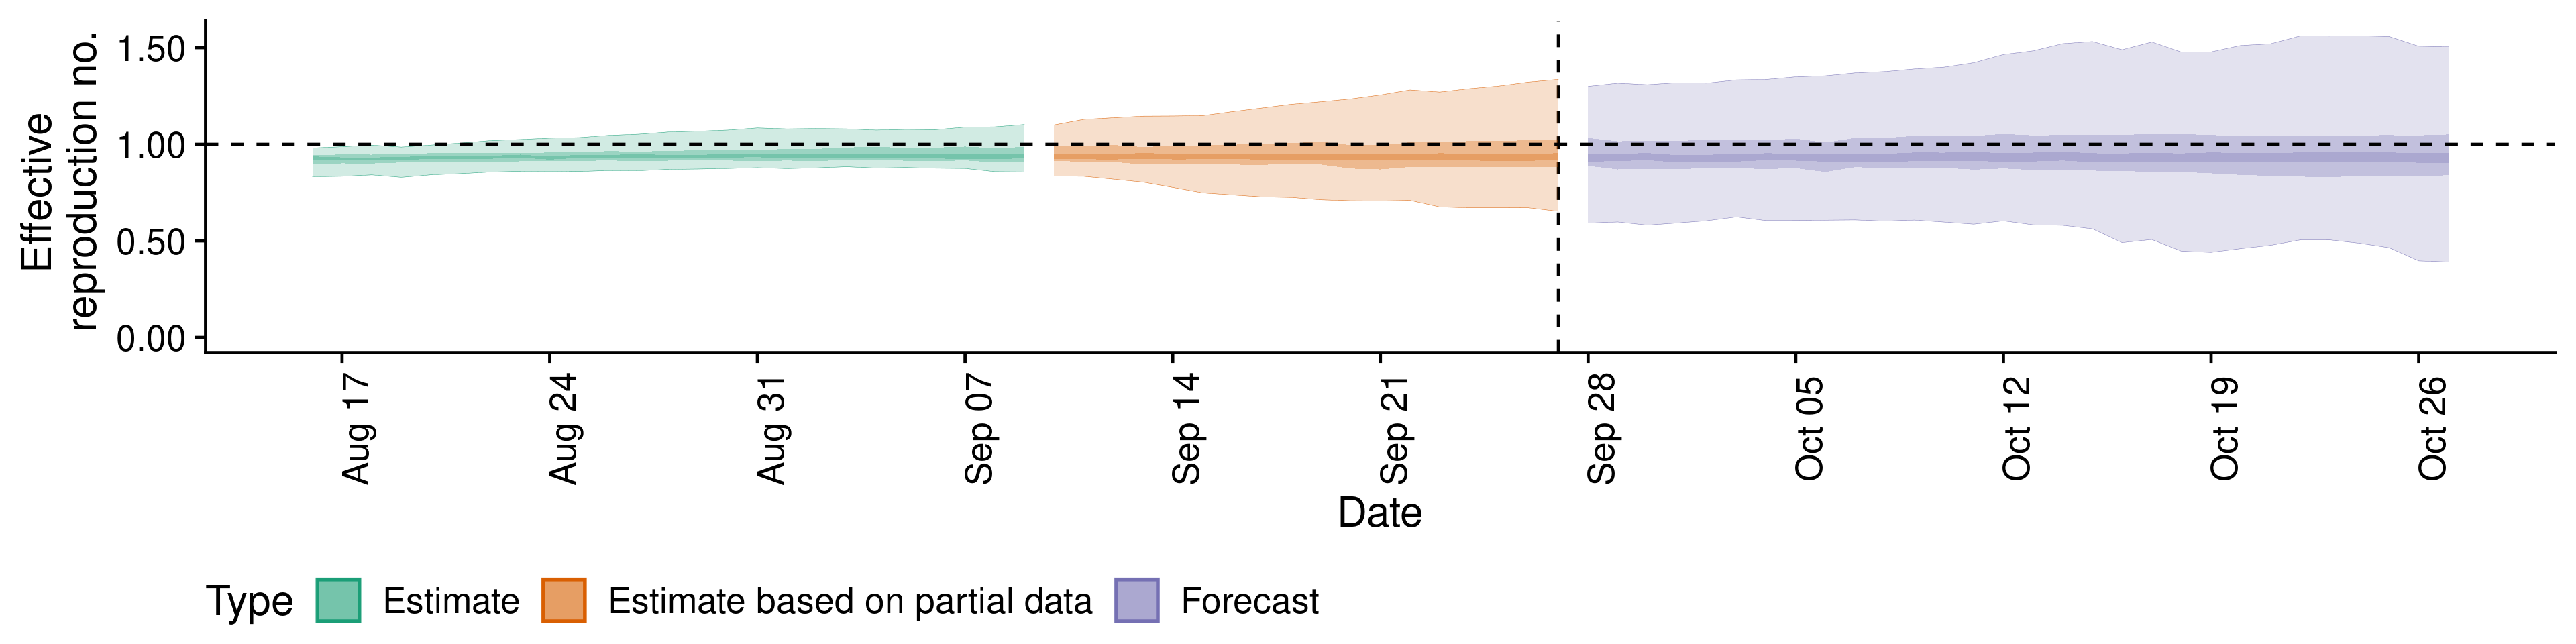 Effective
reproduction no.
1.50
1.00
0.50
0.00
Aug 17
Aug 24
Aug 31
Sep 07
Sep 14
Sep 21
Sep 28
Oct 05
Oct 12
Oct 19
Oct 26
Date
Type Estimate Estimate based on partial data Forecast